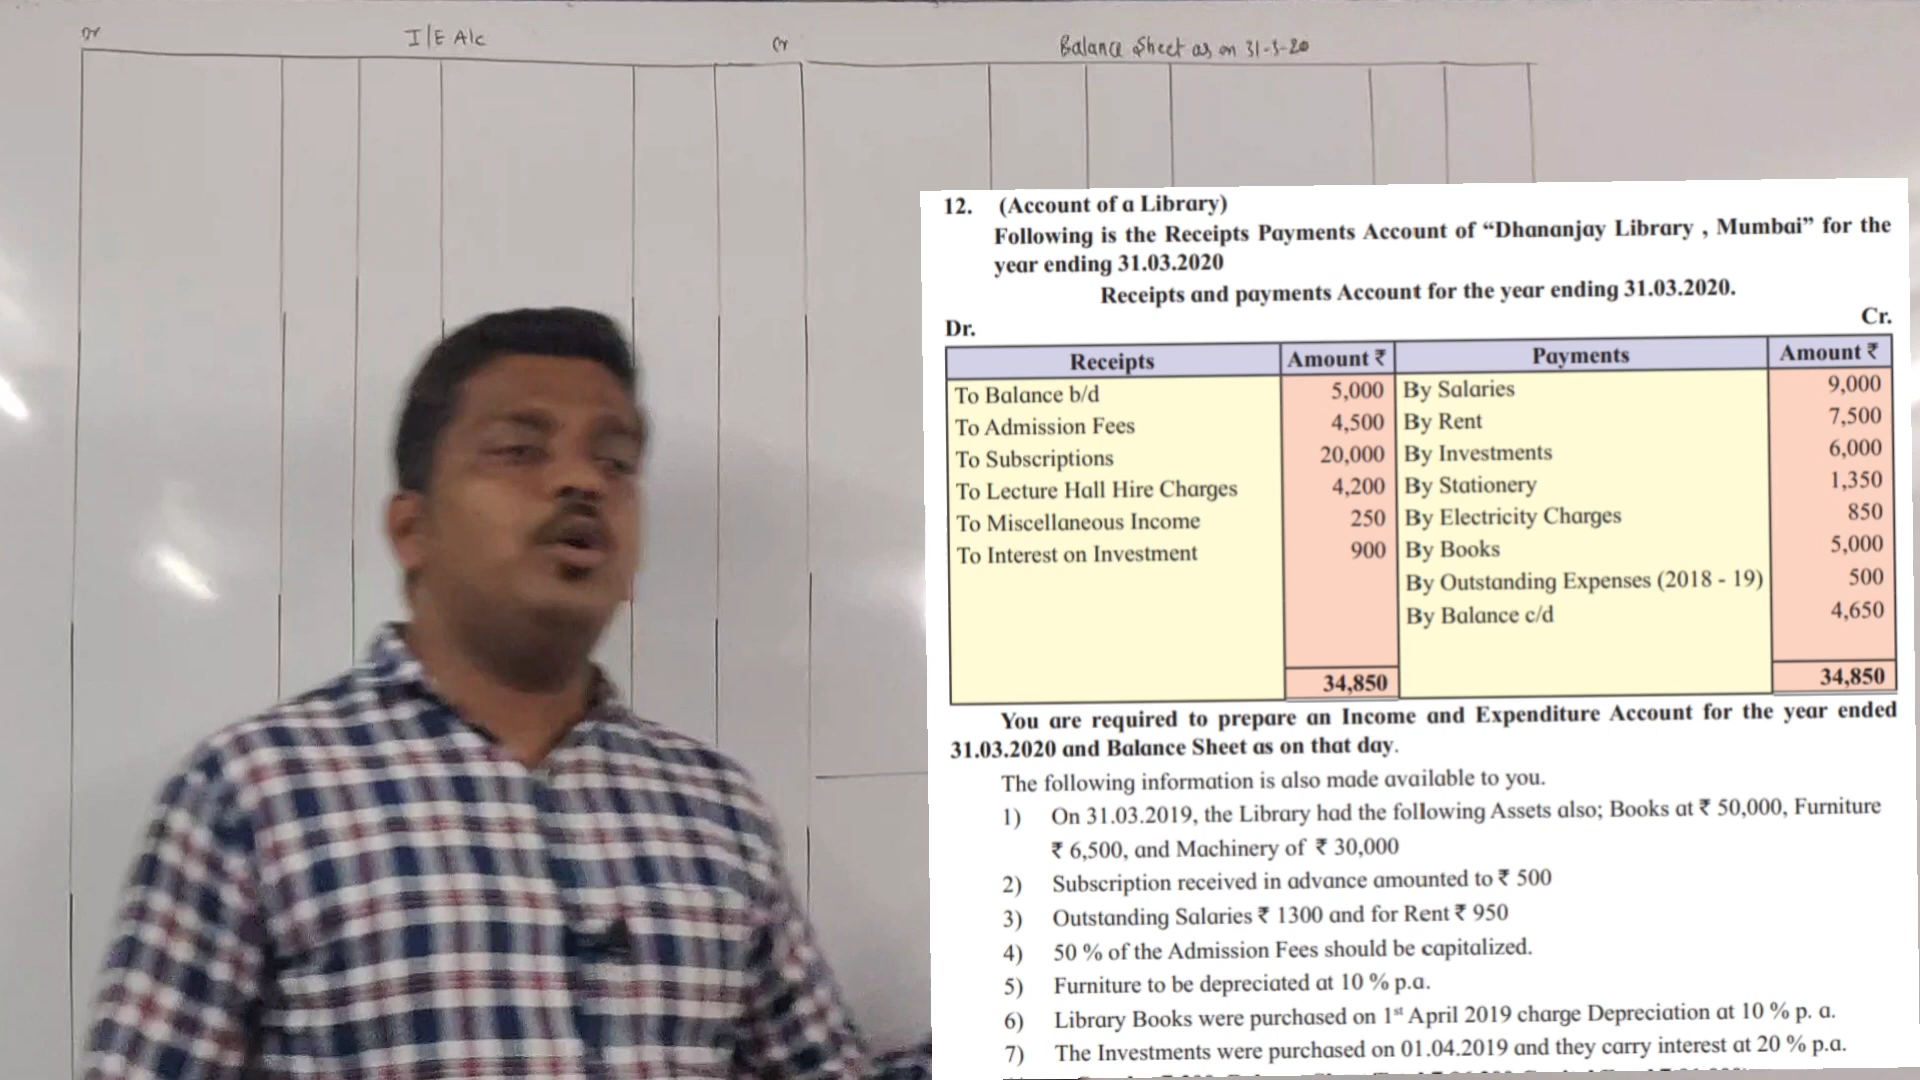 Dr I/E A/c Cr
Balance Sheet as on 31-3-20
12. (Account of a Library)
Following is the Receipts Payments Account of “Dhananjay Library , Mumbai” for the
year ending 31.03.2020
Receipts and payments Account for the year ending 31.03.2020.
Dr. Cr.
Receipts Amount ₹ Payments Amount ₹
To Balance b/d 5,000 By Salaries 9,000
To Admission Fees 4,500 By Rent 7,500
To Subscriptions 20,000 By Investments 6,000
To Lecture Hall Hire Charges 4,200 By Stationery 1,350
To Miscellaneous Income 250 By Electricity Charges 850
To Interest on Investment 900 By Books 5,000
By Outstanding Expenses (2018 - 19) 500
By Balance c/d 4,650
34,850 34,850
You are required to prepare an Income and Expenditure Account for the year ended
31.03.2020 and Balance Sheet as on that day.
The following information is also made available to you.
1) On 31.03.2019, the Library had the following Assets also; Books at ₹ 50,000, Furniture
₹ 6,500, and Machinery of ₹ 30,000
2) Subscription received in advance amounted to ₹ 500
3) Outstanding Salaries ₹ 1300 and for Rent ₹ 950
4) 50 % of the Admission Fees should be capitalized.
5) Furniture to be depreciated at 10 % p.a.
6) Library Books were purchased on 1st April 2019 charge Depreciation at 10 % p. a.
7) The Investments were purchased on 01.04.2019 and they carry interest at 20 % p.a.